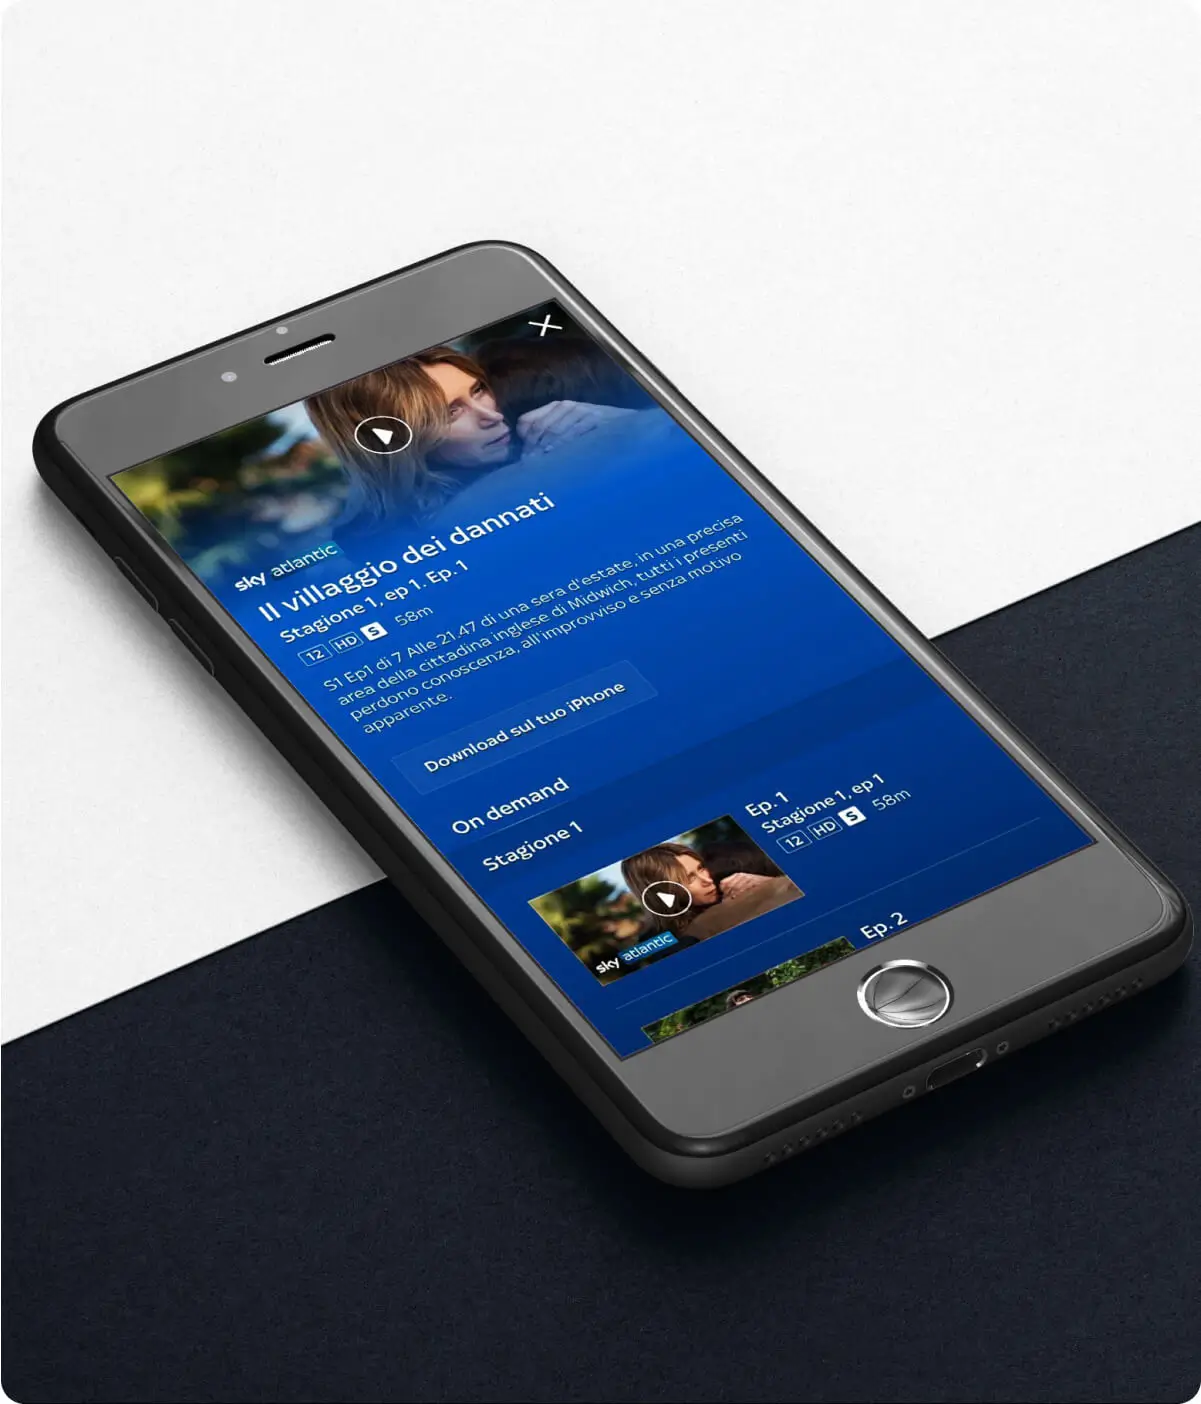 sky atlantic
Il villaggio dei dannati
Stagione 1, ep 1. Ep. 1
12 HD S 58m
S1 Ep1 di 7 Alle 21.47 di una sera d'estate, in una precisa
area della cittadina inglese di Midwich, tutti i presenti
perdono conoscenza, all'improvviso e senza motivo
apparente.
Download sul tuo iPhone
On demand
Stagione 1
sky atlantic
Ep. 1
Stagione 1, ep 1
12 HD S 58m
Ep. 2